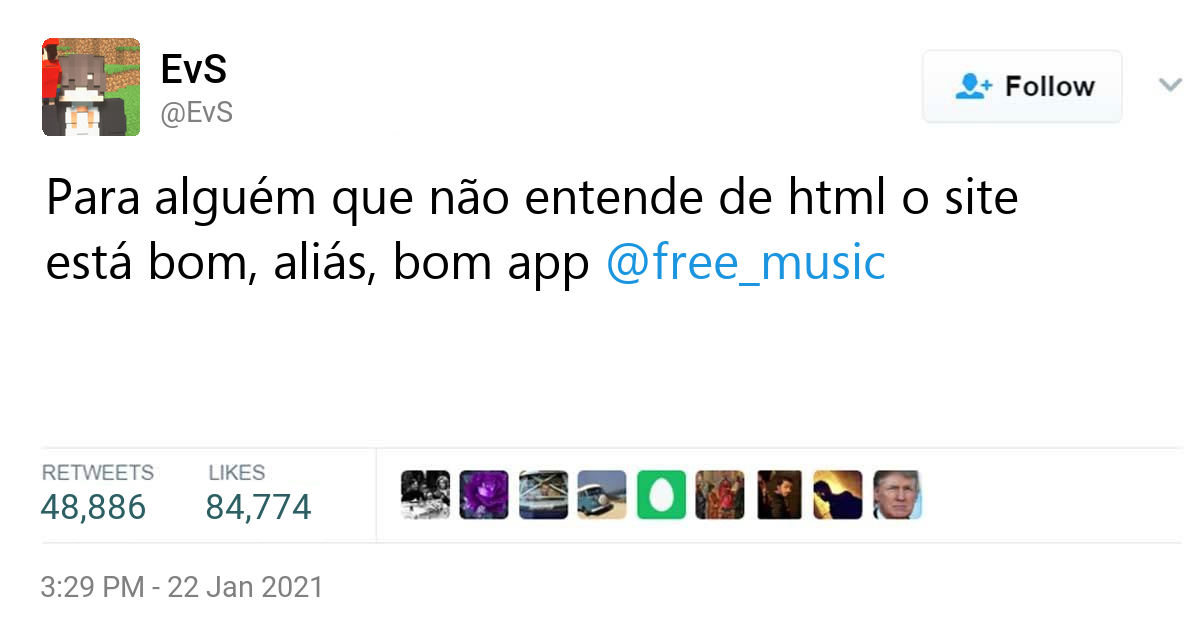 EvS
@EvS
Follow
Para alguém que não entende de html o site
está bom, aliás, bom app @free_music
RETWEETS LIKES
48,886 84,774
3:29 PM - 22 Jan 2021